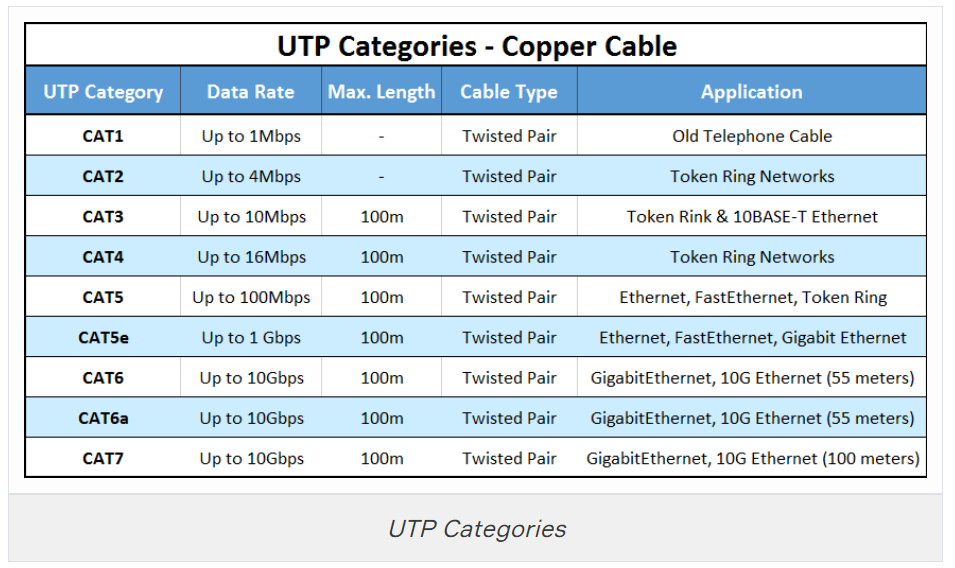 UTP Categories - Copper Cable
UTP Category Data Rate Max. Length Cable Type Application
CAT1 Up to 1Mbps - Twisted Pair Old Telephone Cable
CAT2 Up to 4Mbps - Twisted Pair Token Ring Networks
CAT3 Up to 10Mbps 100m Twisted Pair Token Rink & 10BASE-T Ethernet
CAT4 Up to 16Mbps 100m Twisted Pair Token Ring Networks
CAT5 Up to 100Mbps 100m Twisted Pair Ethernet, FastEthernet, Token Ring
CAT5e Up to 1 Gbps 100m Twisted Pair Ethernet, FastEthernet, Gigabit Ethernet
CAT6 Up to 10Gbps 100m Twisted Pair GigabitEthernet, 10G Ethernet (55 meters)
CAT6a Up to 10Gbps 100m Twisted Pair GigabitEthernet, 10G Ethernet (55 meters)
CAT7 Up to 10Gbps 100m Twisted Pair GigabitEthernet, 10G Ethernet (100 meters)
UTP Categories